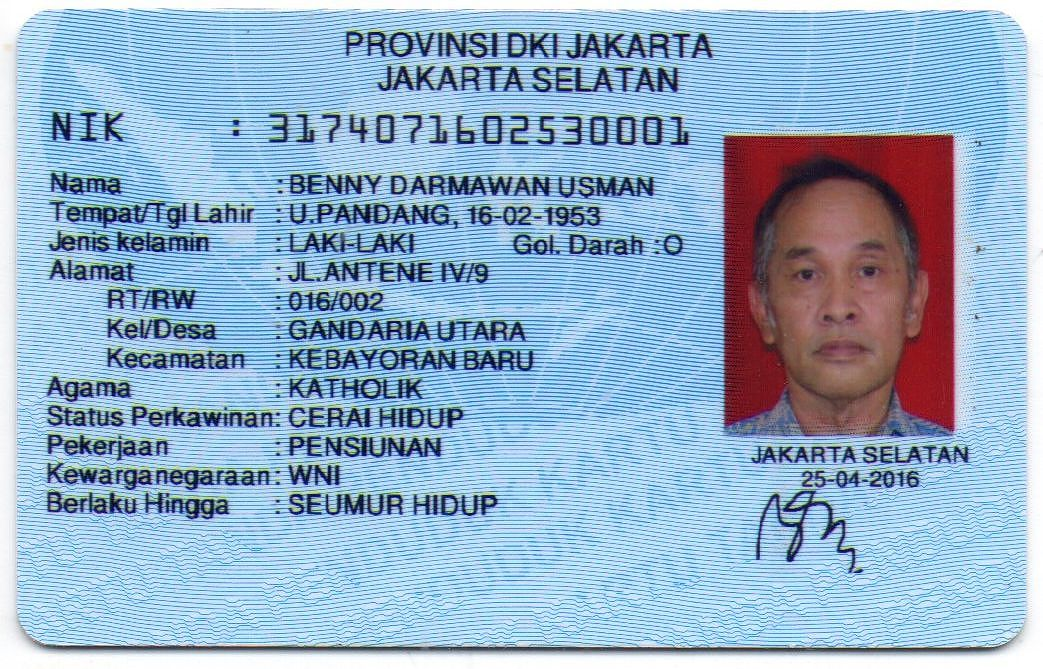 PROVINSI DKI JAKARTA
JAKARTA SELATAN
NIK : 3174071602530001
Nama : BENNY DARMAWAN USMAN
Tempat/Tgl Lahir : U.PANDANG, 16-02-1953
Jenis kelamin : LAKI-LAKI Gol. Darah :O
Alamat : JL.ANTENE IV/9
RT/RW : 016/002
Kel/Desa : GANDARIA UTARA
Kecamatan : KEBAYORAN BARU
Agama : KATHOLIK
Status Perkawinan: CERAI HIDUP
Pekerjaan : PENSIUNAN
Kewarganegaraan: WNI
Berlaku Hingga : SEUMUR HIDUP
JAKARTA SELATAN
25-04-2016